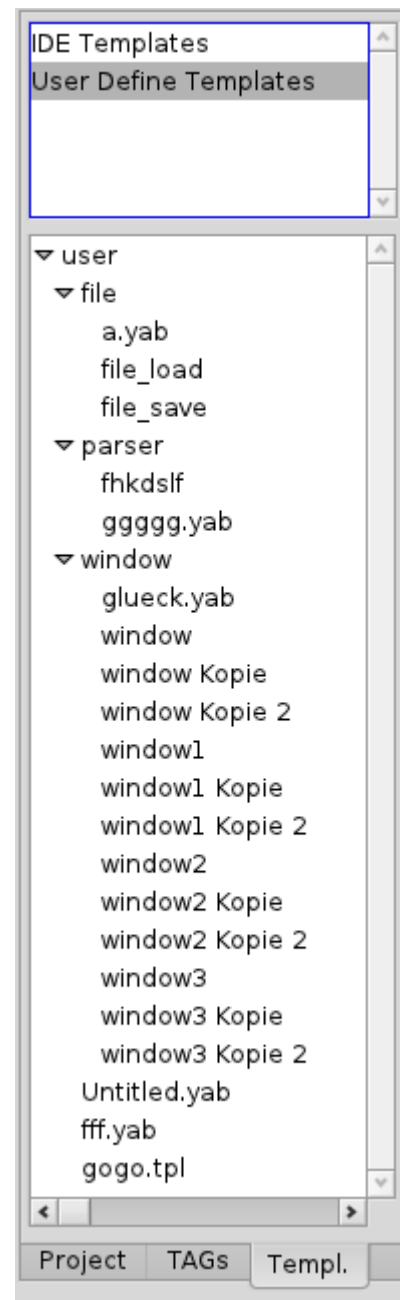 IDE Templates
User Define Templates
user
file
a.yab
file_load
file_save
parser
fhkdslf
ggggg.yab
window
glueck.yab
window
window Kopie
window Kopie 2
window1
window1 Kopie
window1 Kopie 2
window2
window2 Kopie
window2 Kopie 2
window3
window3 Kopie
window3 Kopie 2
Untitled.yab
fff.yab
gogo.tpl
Project TAGs Templ.